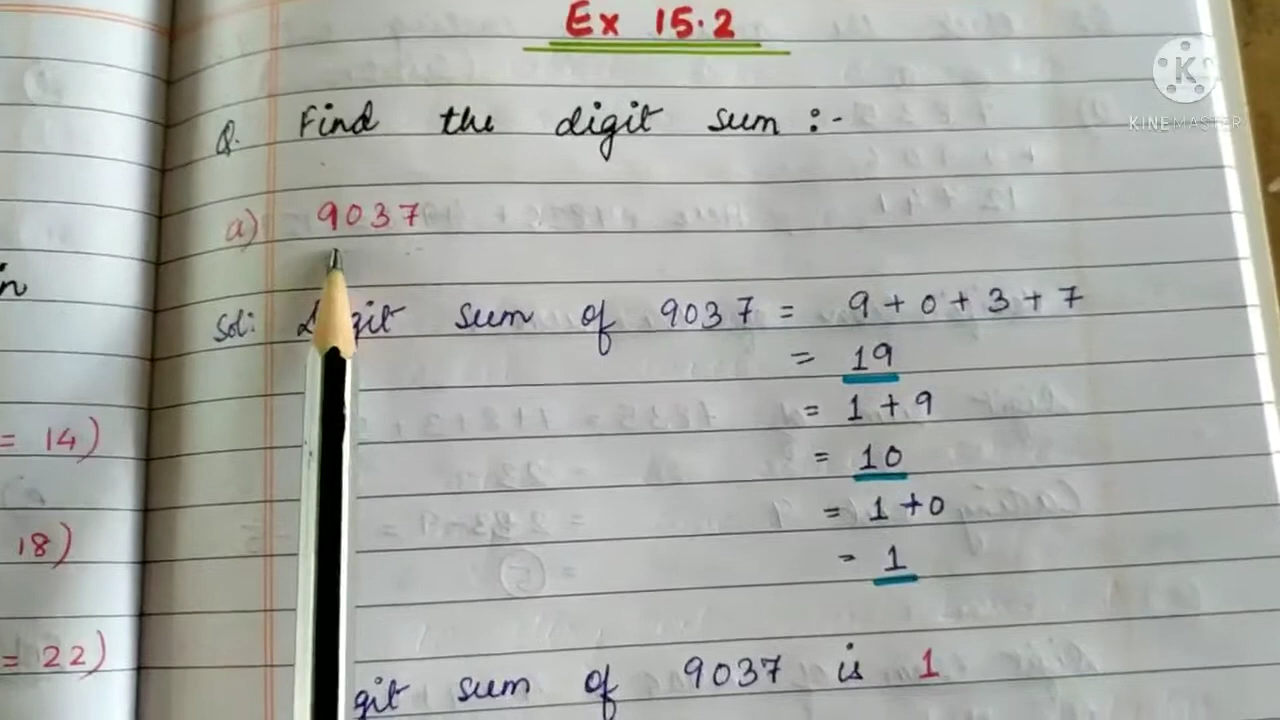 Ex 15.2
KINEMASTER
Q. Find the digit sum :-
a) 9037
in
Sol: Digit sum of 9037 = 9 + 0 + 3 + 7
= 19
= 1 + 9
= 14)
= 10
= 1 + 0
18)
= 1
= 22)
git sum of 9037 is 1